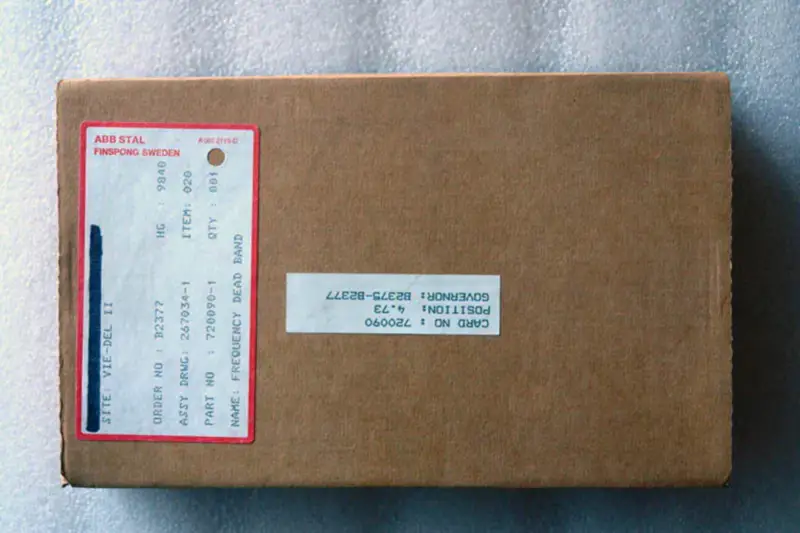 ABB STAL
FINSPONG SWEDEN
SITE: VIE-DEL II
ORDER NO : B2377 HG : 9840
ASSY DRWG: 267034-1 ITEM: 020
PART NO : 720090-1 QTY : 001
NAME: FREQUENCY DEAD BAND
CARD NO : 720090
POSITION: 4.73
GOVERNOR: B2375-B2377